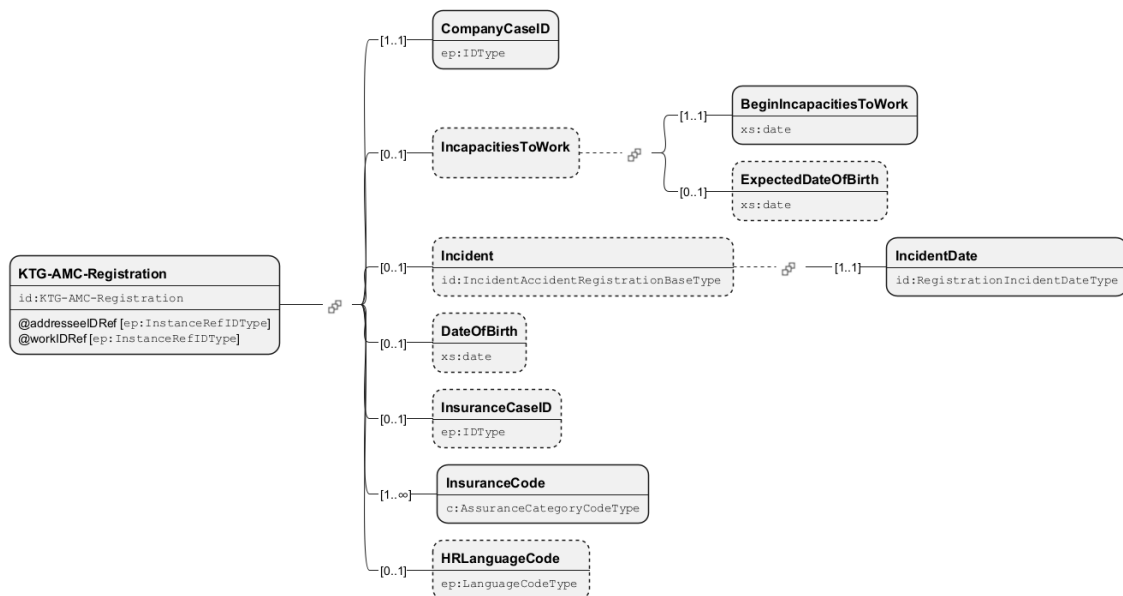 [1..1]
CompanyCaseID
ep:IDType
[0..1]
IncapacitiesToWork
[1..1]
BeginIncapacitiesToWork
xs:date
[0..1]
ExpectedDateOfBirth
xs:date
KTG-AMC-Registration
id:KTG-AMC-Registration
@addresseeIDRef [ep:InstanceRefIDType]
@workIDRef [ep:InstanceRefIDType]
[0..1]
Incident
id:IncidentAccidentRegistrationBaseType
[1..1]
IncidentDate
id:RegistrationIncidentDateType
[0..1]
DateOfBirth
xs:date
[0..1]
InsuranceCaseID
ep:IDType
[1..∞]
InsuranceCode
c:AssuranceCategoryCodeType
[0..1]
HRLanguageCode
ep:LanguageCodeType